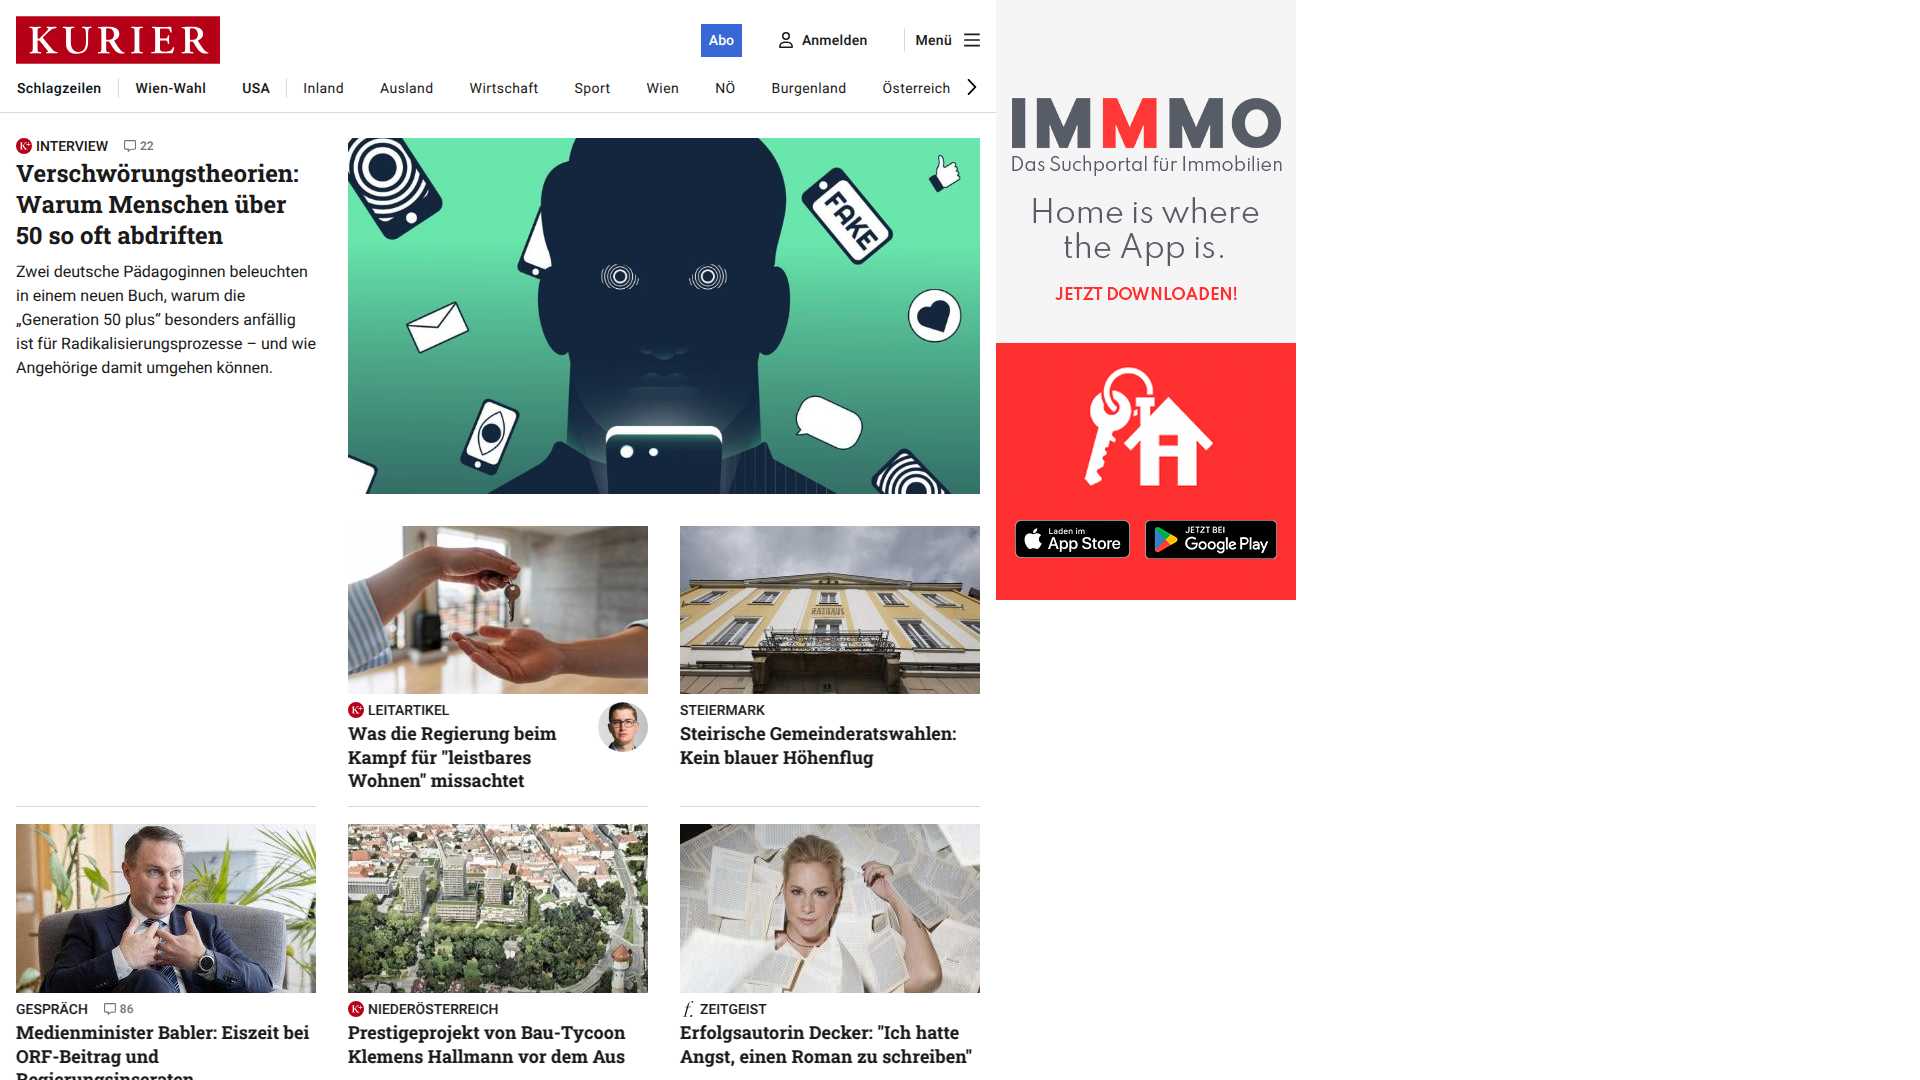 KURIER
Abo
Anmelden
Menü
Schlagzeilen
Wien-Wahl
USA
Inland
Ausland
Wirtschaft
Sport
Wien
NÖ
Burgenland
Österreich
K+ INTERVIEW 22
Verschwörungstheorien:
Warum Menschen über
50 so oft abdriften
Zwei deutsche Pädagoginnen beleuchten
in einem neuen Buch, warum die
„Generation 50 plus“ besonders anfällig
ist für Radikalisierungsprozesse – und wie
Angehörige damit umgehen können.
FAKE
RATHAUS
K+ LEITARTIKEL
Was die Regierung beim
Kampf für "leistbares
Wohnen" missachtet
STEIERMARK
Steirische Gemeinderatswahlen:
Kein blauer Höhenflug
GESPRÄCH 86
Medienminister Babler: Eiszeit bei
ORF-Beitrag und
Regierungsinseraten
K+ NIEDERÖSTERREICH
Prestigeprojekt von Bau-Tycoon
Klemens Hallmann vor dem Aus
f. ZEITGEIST
Erfolgsautorin Decker: "Ich hatte
Angst, einen Roman zu schreiben"
IMMMO
Das Suchportal für Immobilien
Home is where
the App is.
JETZT DOWNLOADEN!
Laden im
App Store
JETZT BEI
Google Play